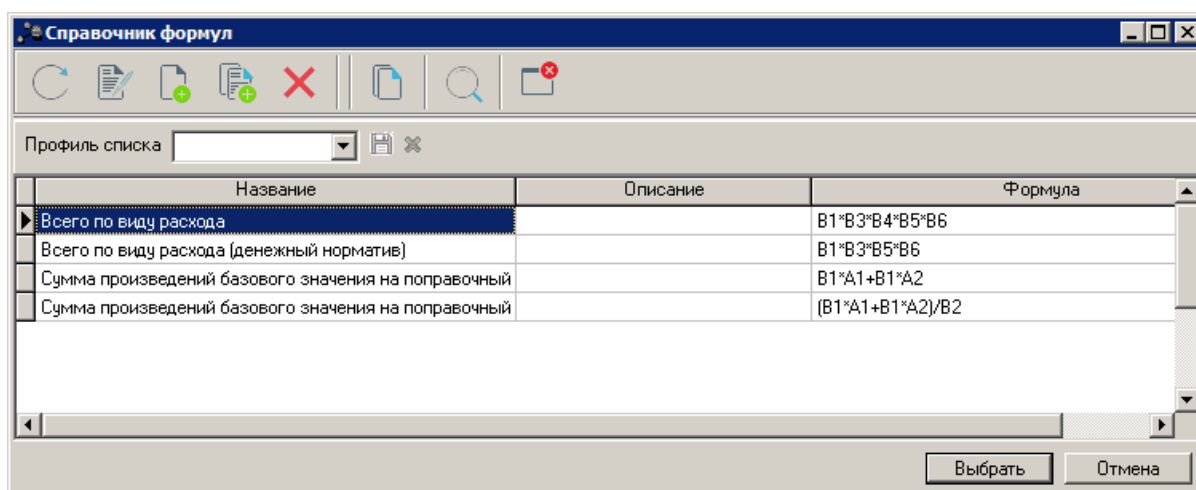 Справочник формул
Профиль списка
Название Описание Формула
Всего по виду расхода B1*B3*B4*B5*B6
Всего по виду расхода (денежный норматив) B1*B3*B5*B6
Сумма произведений базового значения на поправочный B1*A1+B1*A2
Сумма произведений базового значения на поправочный (B1*A1+B1*A2)/B2
Выбрать Отмена